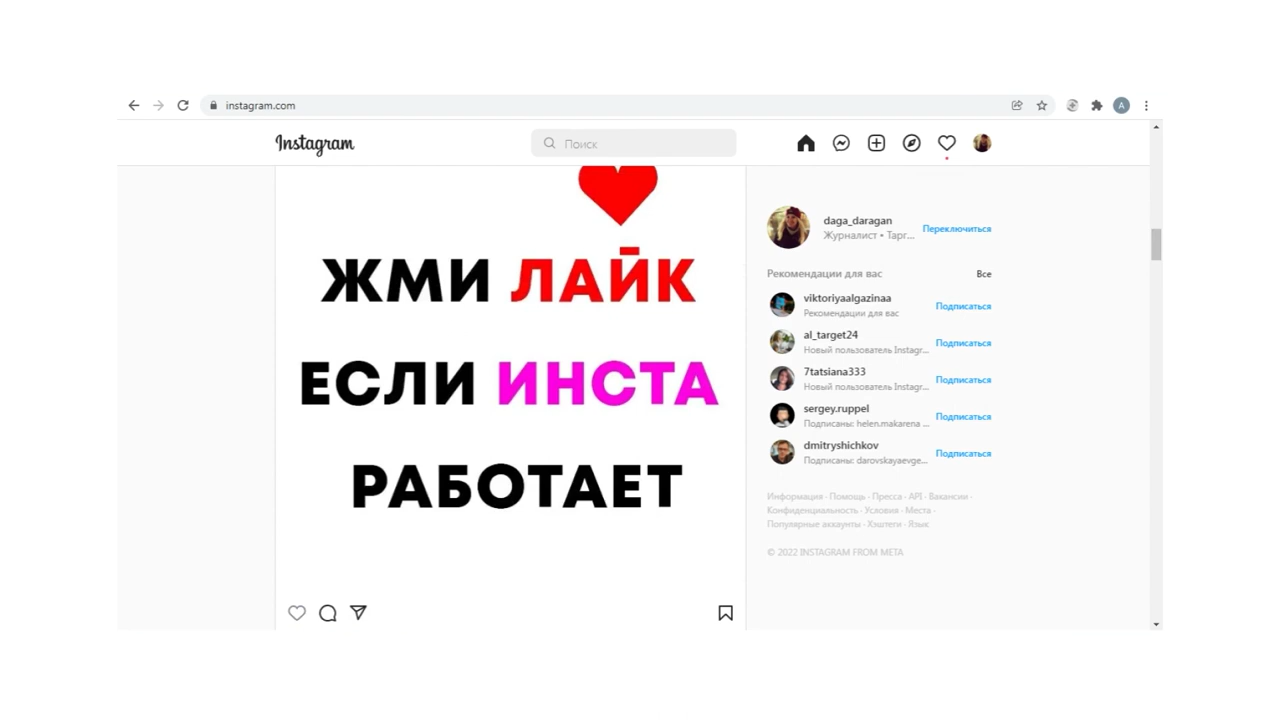 instagram.com
A
Instagram
Поиск
ЖМИ ЛАЙК
ЕСЛИ ИНСТА
РАБОТАЕТ
daga_daragan
Журналист • Тарг...
Переключиться
Рекомендации для вас
Все
viktoriyaalgazinaa
Рекомендации для вас
Подписаться
al_target24
Новый пользователь Instagr...
Подписаться
7tatsiana333
Новый пользователь Instagr...
Подписаться
sergey.ruppel
Подписаны: helen.makarena ...
Подписаться
dmitryshichkov
Подписаны: darovskayaevge...
Подписаться
Информация · Помощь · Пресса · API · Вакансии ·
Конфиденциальность · Условия · Места ·
Популярные аккаунты · Хэштеги · Язык
© 2022 INSTAGRAM FROM META